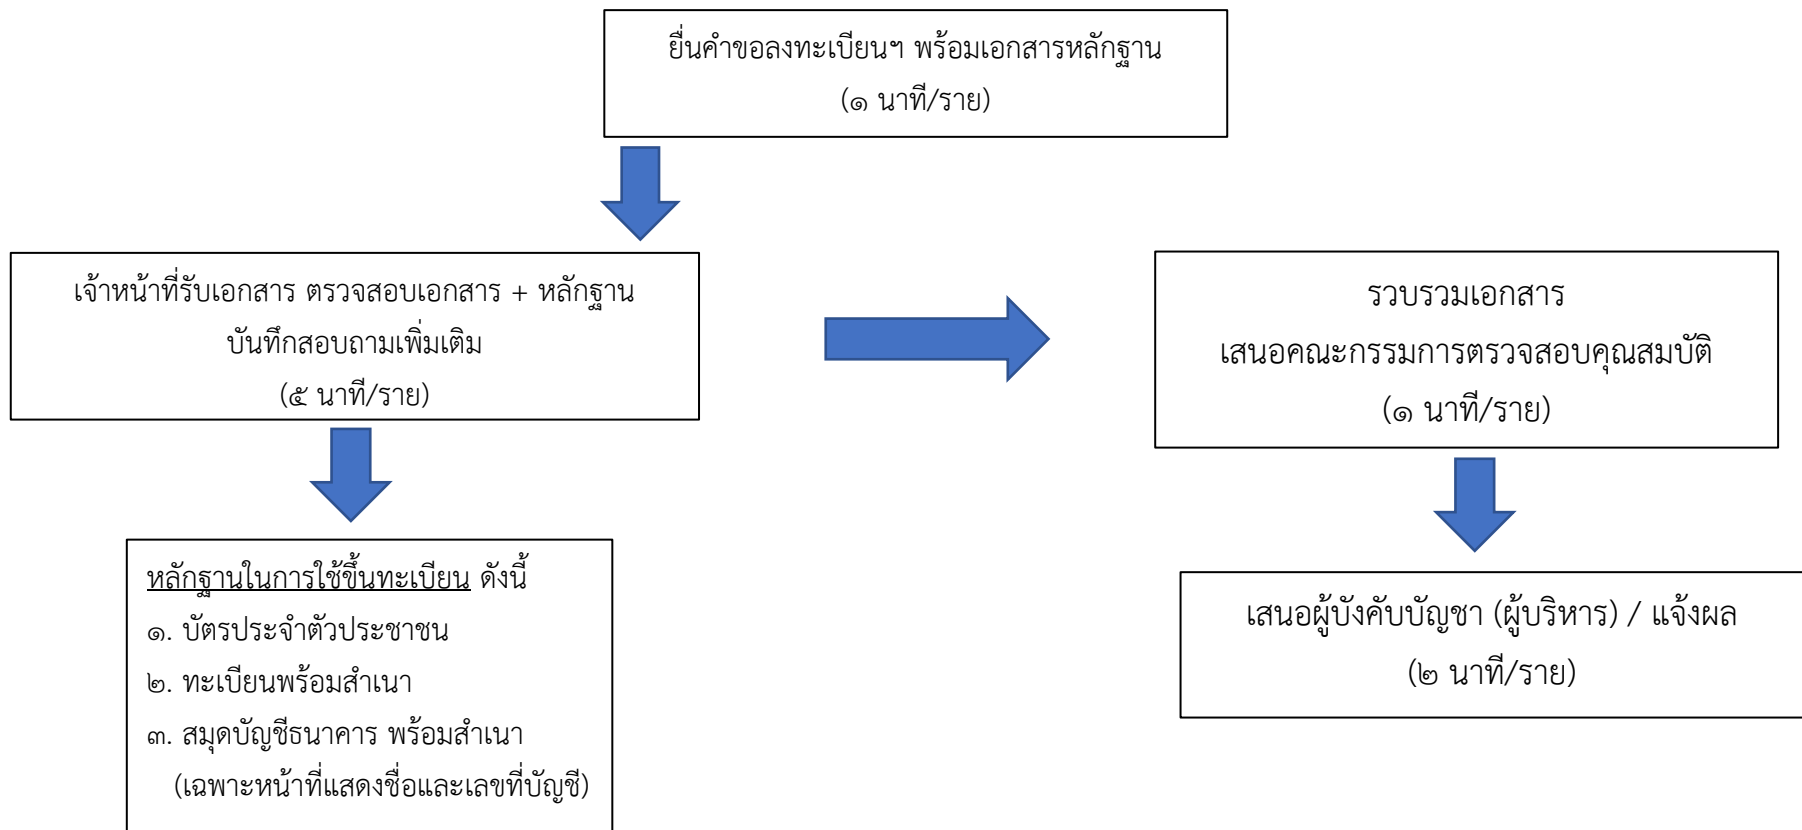 ยื่นคำขอลงทะเบียนฯ พร้อมเอกสารหลักฐาน
(๑ นาที/ราย)
เจ้าหน้าที่รับเอกสาร ตรวจสอบเอกสาร + หลักฐาน
บันทึกสอบถามเพิ่มเติม
(๕ นาที/ราย)
รวบรวมเอกสาร
เสนอคณะกรรมการตรวจสอบคุณสมบัติ
(๑ นาที/ราย)
หลักฐานในการใช้ขึ้นทะเบียน ดังนี้
๑. บัตรประจำตัวประชาชน
๒. ทะเบียนพร้อมสำเนา
๓. สมุดบัญชีธนาคาร พร้อมสำเนา
(เฉพาะหน้าที่แสดงชื่อและเลขที่บัญชี)
เสนอผู้บังคับบัญชา (ผู้บริหาร) / แจ้งผล
(๒ นาที/ราย)